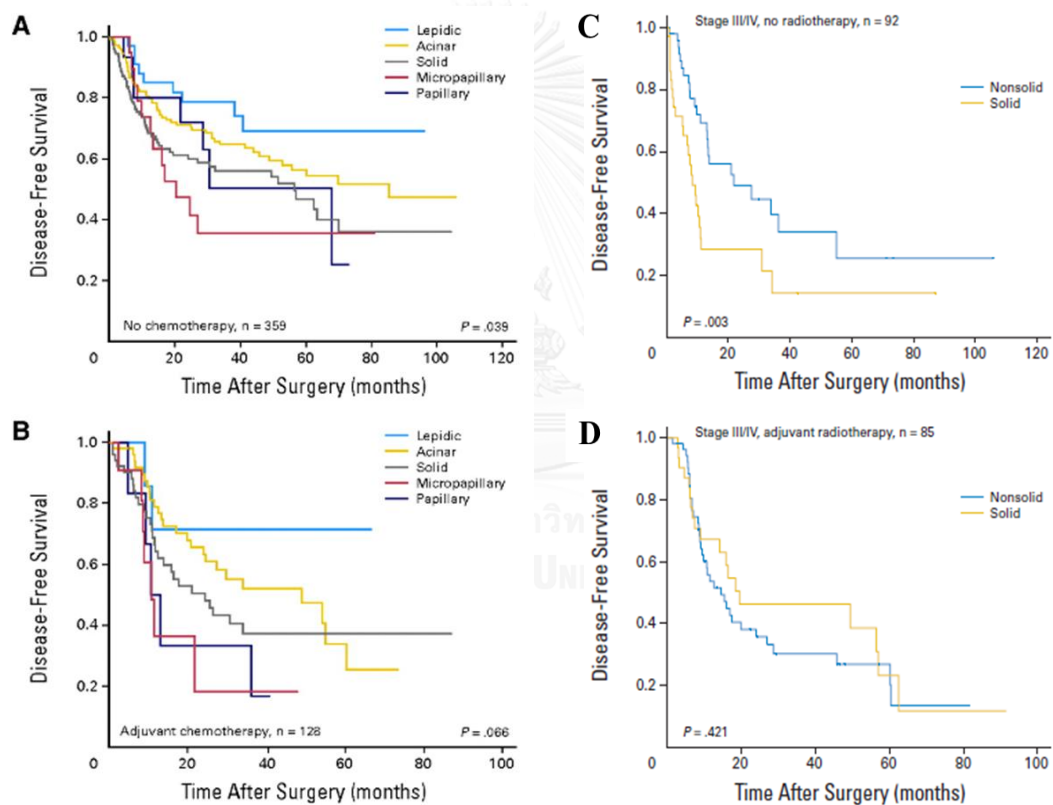 A
1.0
0.8
0.6
0.4
0.2
0
20
40
60
80
100
120
Disease-Free Survival
Time After Surgery (months)
Lepidic
Acinar
Solid
Micropapillary
Papillary
No chemotherapy, n = 359
P = .039
B
1.0
0.8
0.6
0.4
0.2
0
20
40
60
80
100
Disease-Free Survival
Time After Surgery (months)
Lepidic
Acinar
Solid
Micropapillary
Papillary
Adjuvant chemotherapy, n = 128
P = .066
C
Stage III/IV, no radiotherapy, n = 92
1.0
0.8
0.6
0.4
0.2
0
20
40
60
80
100
120
Disease-Free Survival
Time After Surgery (months)
Nonsolid
Solid
P = .003
D
Stage III/IV, adjuvant radiotherapy, n = 85
1.0
0.8
0.6
0.4
0.2
0
20
40
60
80
100
Disease-Free Survival
Time After Surgery (months)
Nonsolid
Solid
P = .421